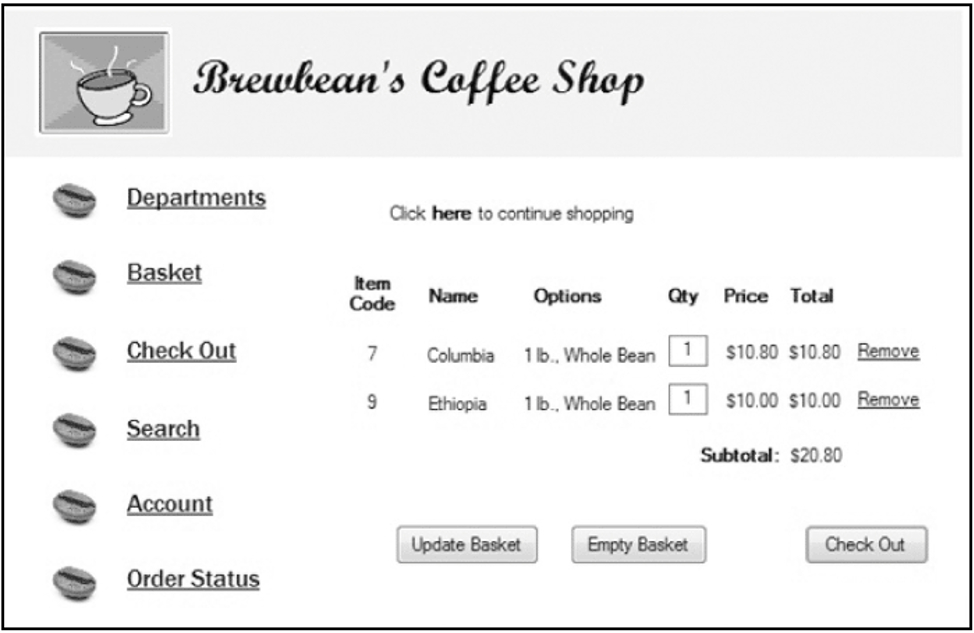 Brewbean's Coffee Shop
Departments
Basket
Check Out
Search
Account
Order Status
Click here to continue shopping
Item Code Name Options Qty Price Total
7 Columbia 1 lb., Whole Bean 1 $10.80 $10.80 Remove
9 Ethiopia 1 lb., Whole Bean 1 $10.00 $10.00 Remove
Subtotal: $20.80
Update Basket Empty Basket Check Out